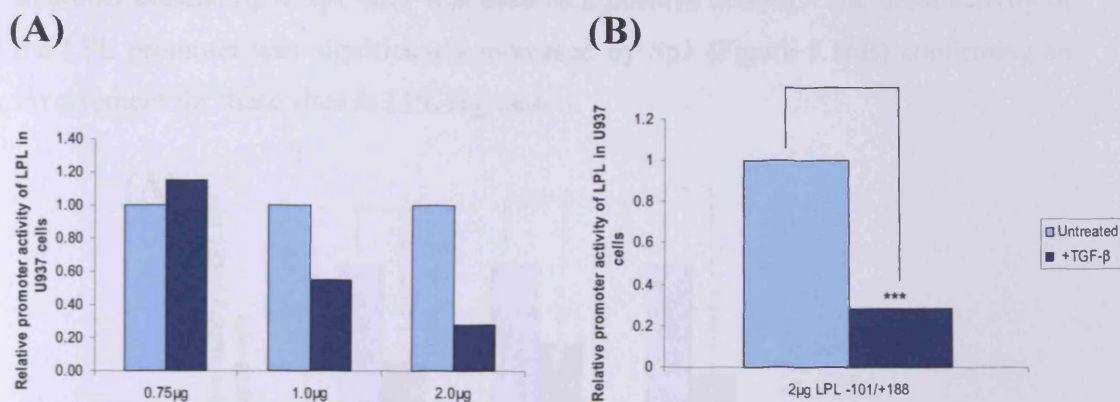 (A)
Relative promoter activity of LPL in
U937 cells
1.40
1.20
1.00
0.80
0.60
0.40
0.20
0.00
0.75µg
1.0µg
2.0µg
(B)
Relative promoter activity of LPL in U937
cells
1.2
1
0.8
0.6
0.4
0.2
0
***
2µg LPL -101/+188
Untreated
+TGF-β